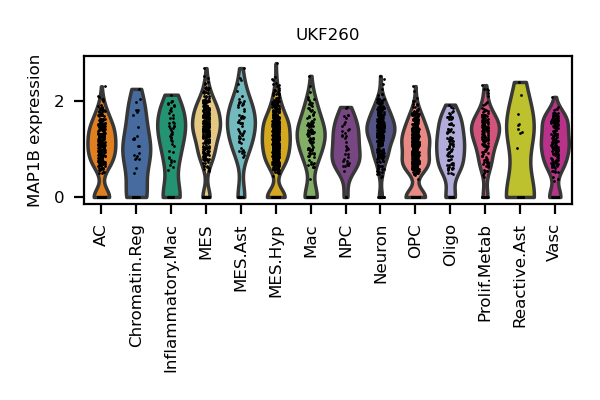 UKF260
MAP1B expression
2
0
AC
Chromatin.Reg
Inflammatory.Mac
MES
MES.Ast
MES.Hyp
Mac
NPC
Neuron
OPC
Oligo
Prolif.Metab
Reactive.Ast
Vasc